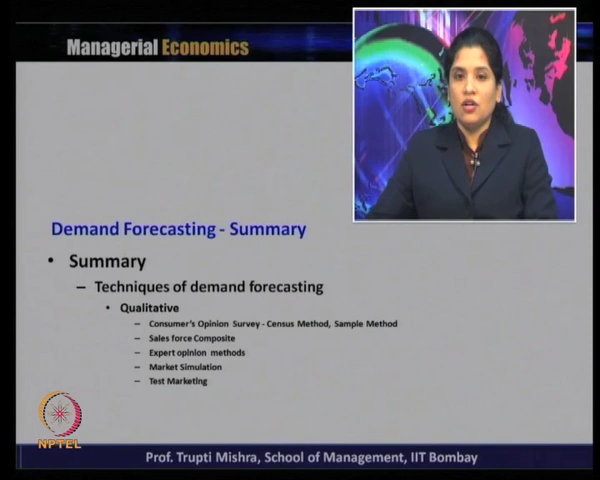 Managerial Economics
Demand Forecasting - Summary
• Summary
– Techniques of demand forecasting
• Qualitative
– Consumer's Opinion Survey - Census Method, Sample Method
– Sales force Composite
– Expert opinion methods
– Market Simulation
– Test Marketing
NPTEL
Prof. Trupti Mishra, School of Management, IIT Bombay